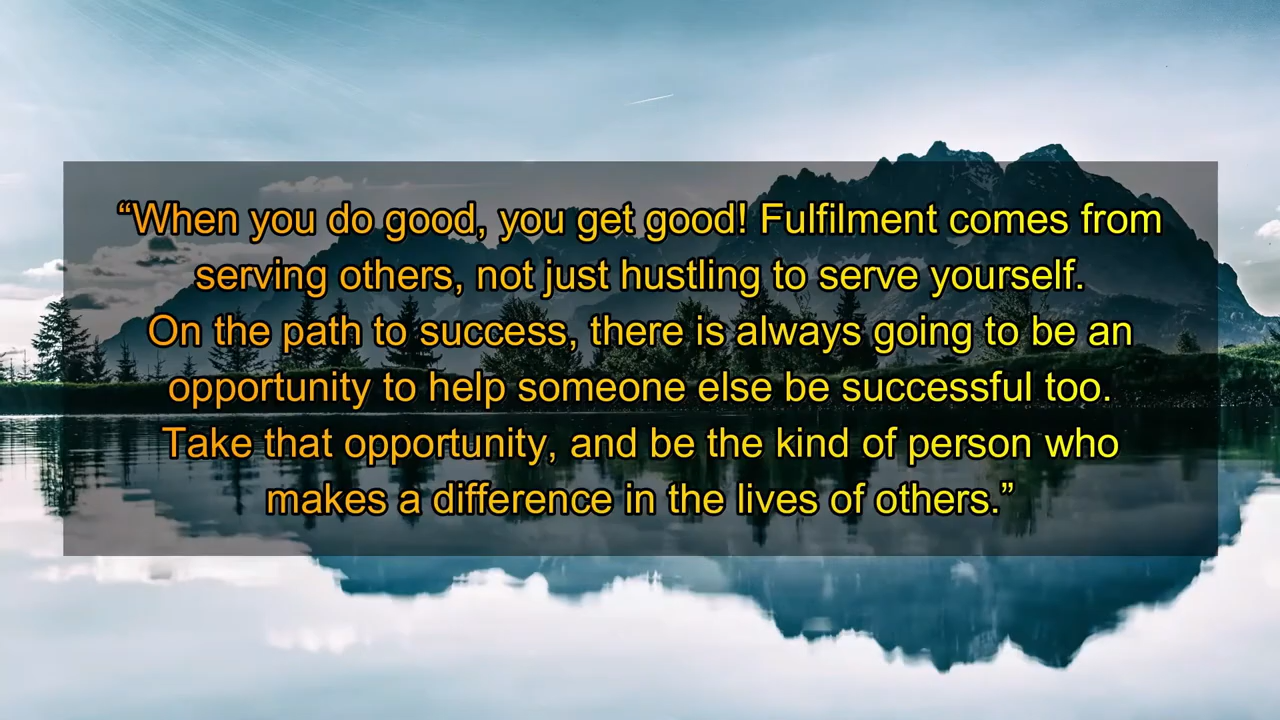 “When you do good, you get good! Fulfilment comes from
serving others, not just hustling to serve yourself.
On the path to success, there is always going to be an
opportunity to help someone else be successful too.
Take that opportunity, and be the kind of person who
makes a difference in the lives of others.”